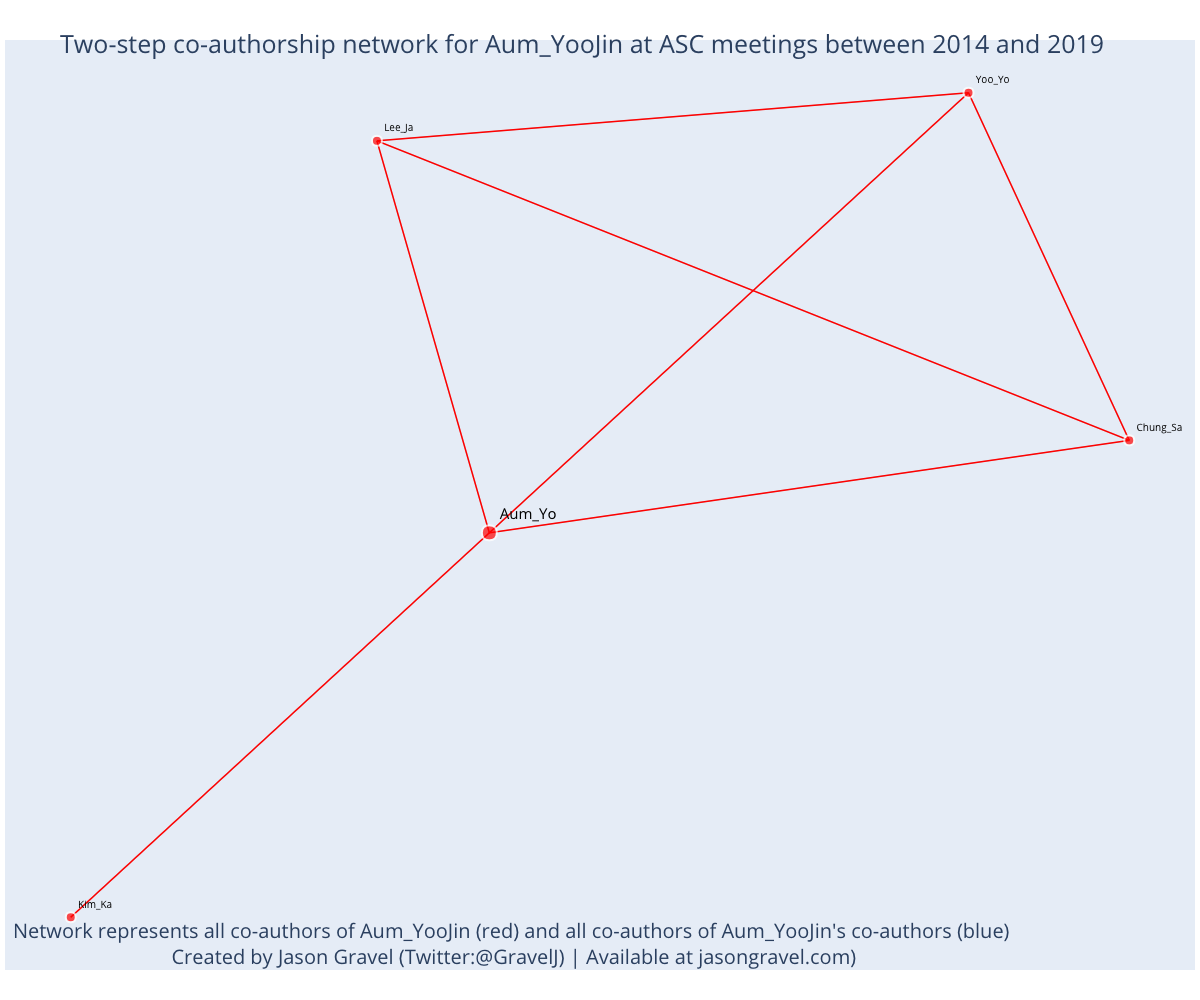 Two-step co-authorship network for Aum_YooJin at ASC meetings between 2014 and 2019
Yoo_Yo
Lee_Ja
Chung_Sa
Aum_Yo
Kim_Ka
Network represents all co-authors of Aum_YooJin (red) and all co-authors of Aum_YooJin's co-authors (blue)
Created by Jason Gravel (Twitter:@GravelJ) | Available at jasongravel.com)